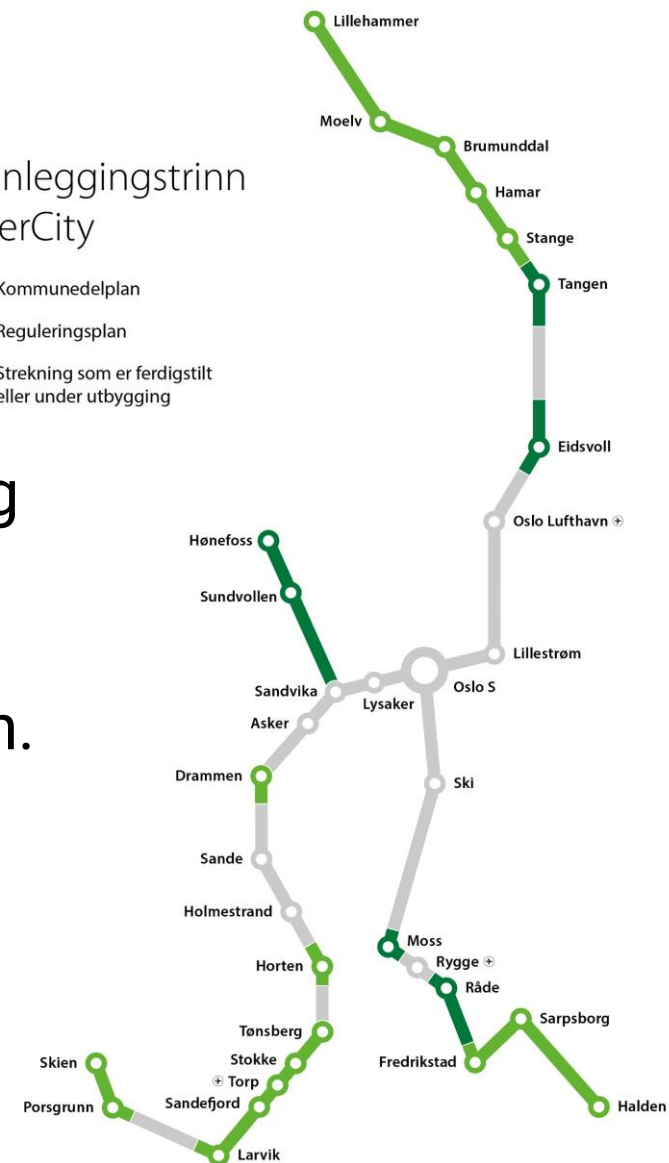 nleggingstrinn
erCity
Kommunedelplan
Reguleringsplan
Strekning som er ferdigstilt
eller under utbygging
g
n.
Lillehammer
Moelv
Brumunddal
Hamar
Stange
Tangen
Eidsvoll
Oslo Lufthavn
Hønefoss
Sundvollen
Lillestrøm
Sandvika
Lysaker
Oslo S
Asker
Drammen
Ski
Sande
Holmestrand
Moss
Rygge
Horten
Råde
Sarpsborg
Tønsberg
Stokke
Fredrikstad
Skien
Torp
Sandefjord
Porsgrunn
Halden
Larvik